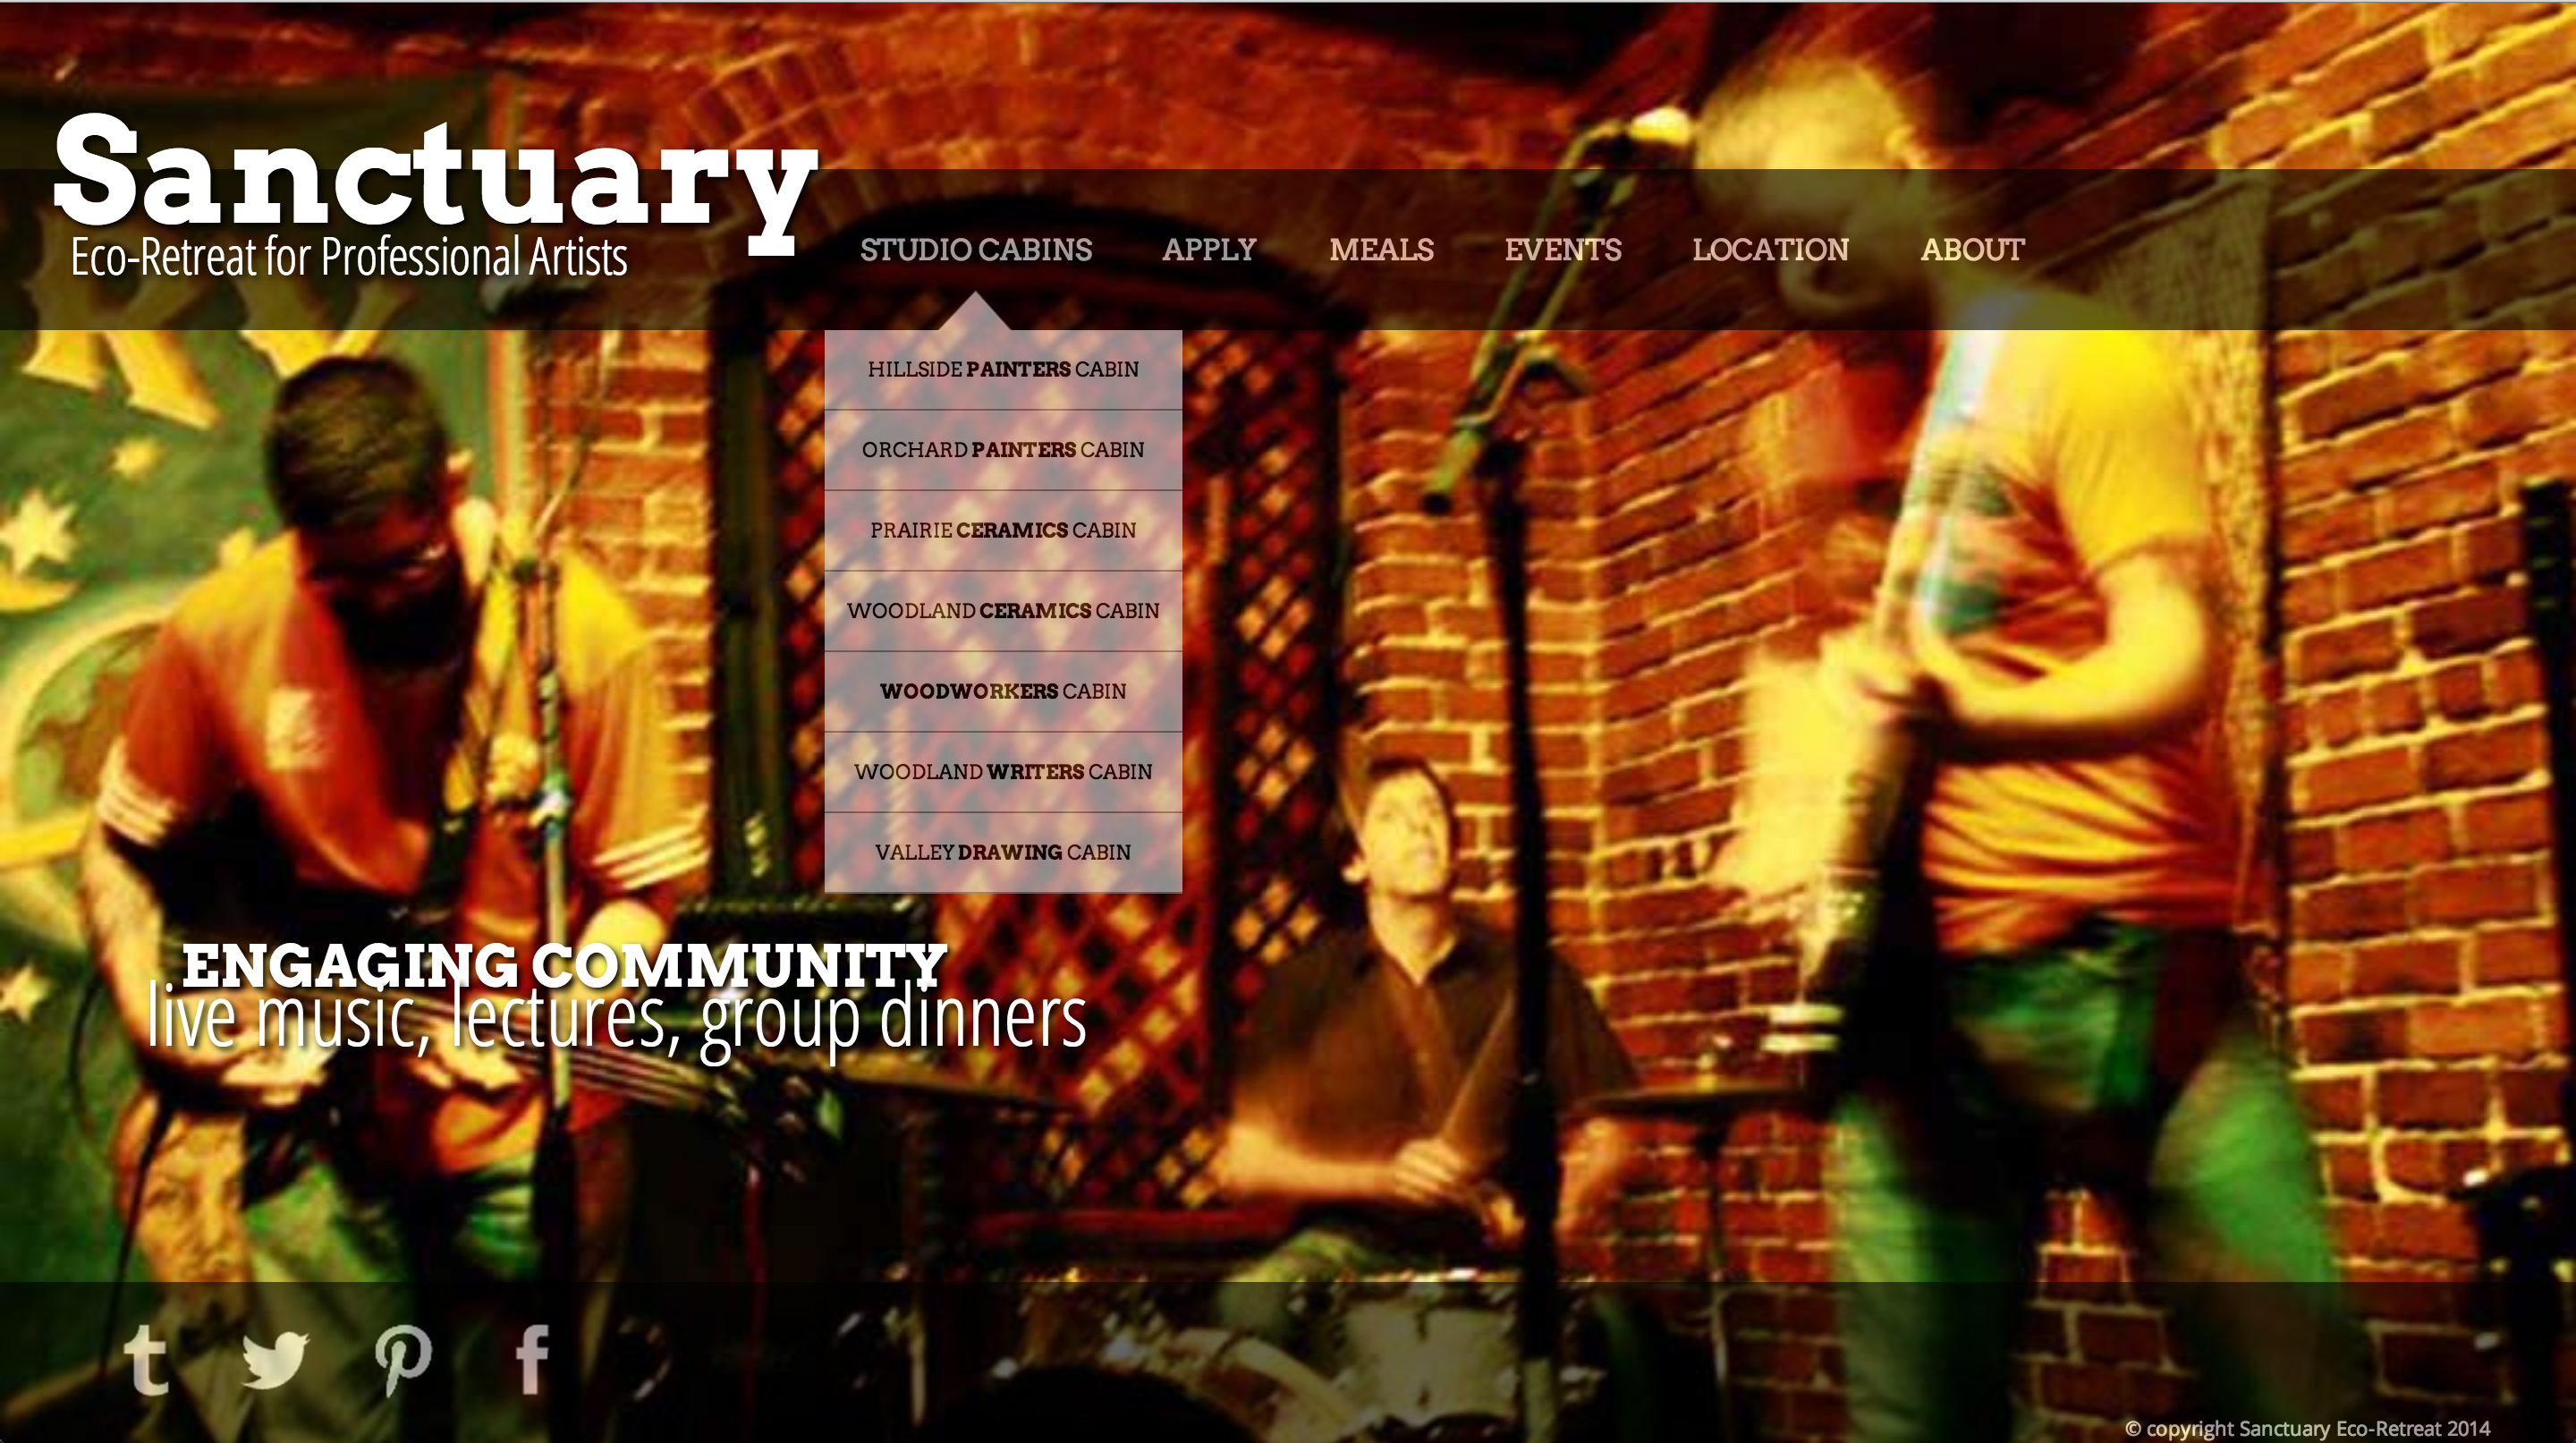 Sanctuary
Eco-Retreat for Professional Artists
STUDIO CABINS APPLY MEALS EVENTS LOCATION ABOUT
HILLSIDE PAINTERS CABIN
ORCHARD PAINTERS CABIN
PRAIRIE CERAMICS CABIN
WOODLAND CERAMICS CABIN
WOODWORKERS CABIN
WOODLAND WRITERS CABIN
VALLEY DRAWING CABIN
ENGAGING COMMUNITY
live music, lectures, group dinners
© copyright Sanctuary Eco-Retreat 2014